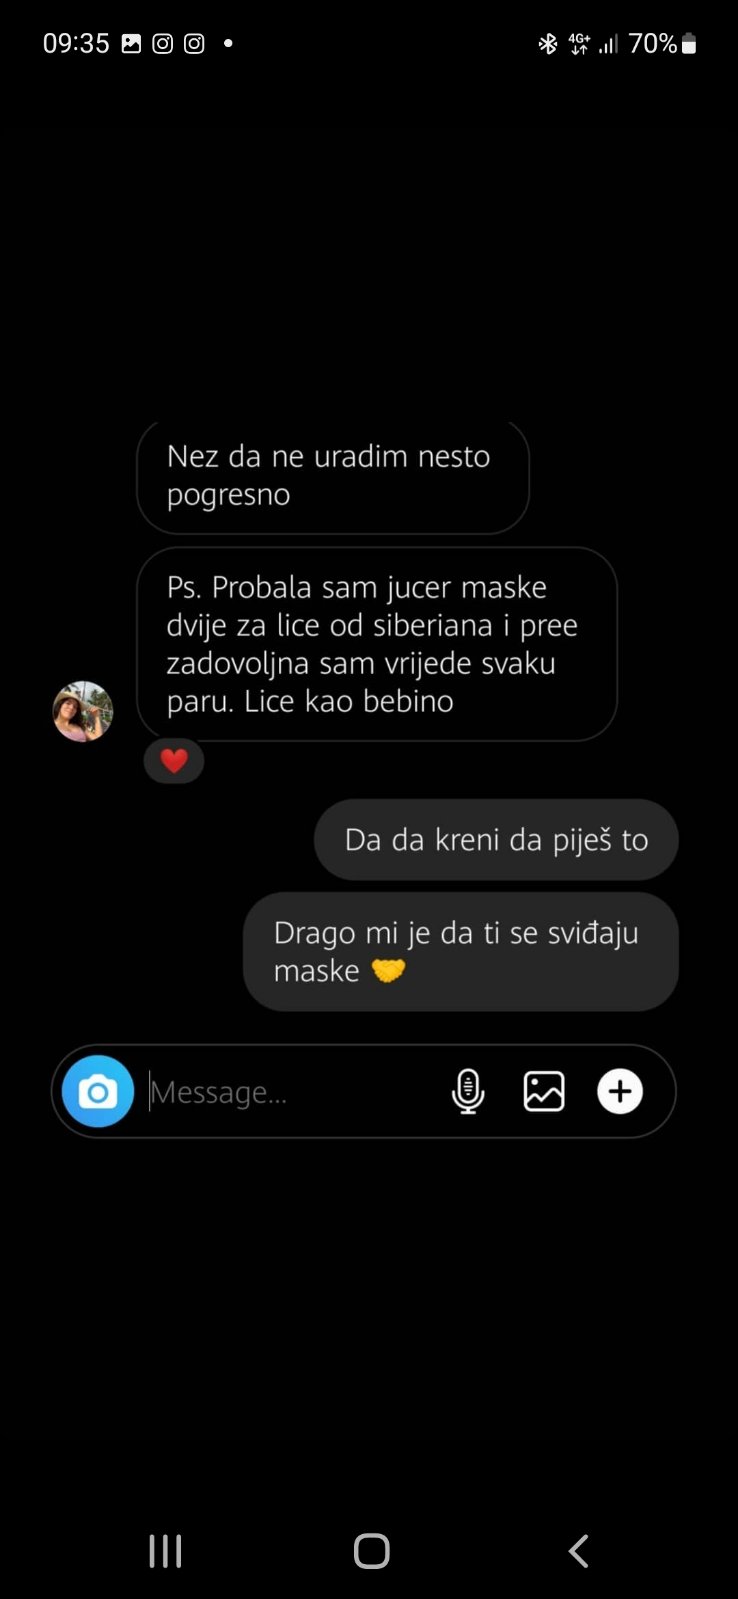 09:35
4G+
70%
Nez da ne uradim nesto
pogresno
Ps. Probala sam jucer maske
dvije za lice od siberiana i pree
zadovoljna sam vrijede svaku
paru. Lice kao bebino
❤️
Da da kreni da piješ to
Drago mi je da ti se sviđaju
maske 🤝
Message...